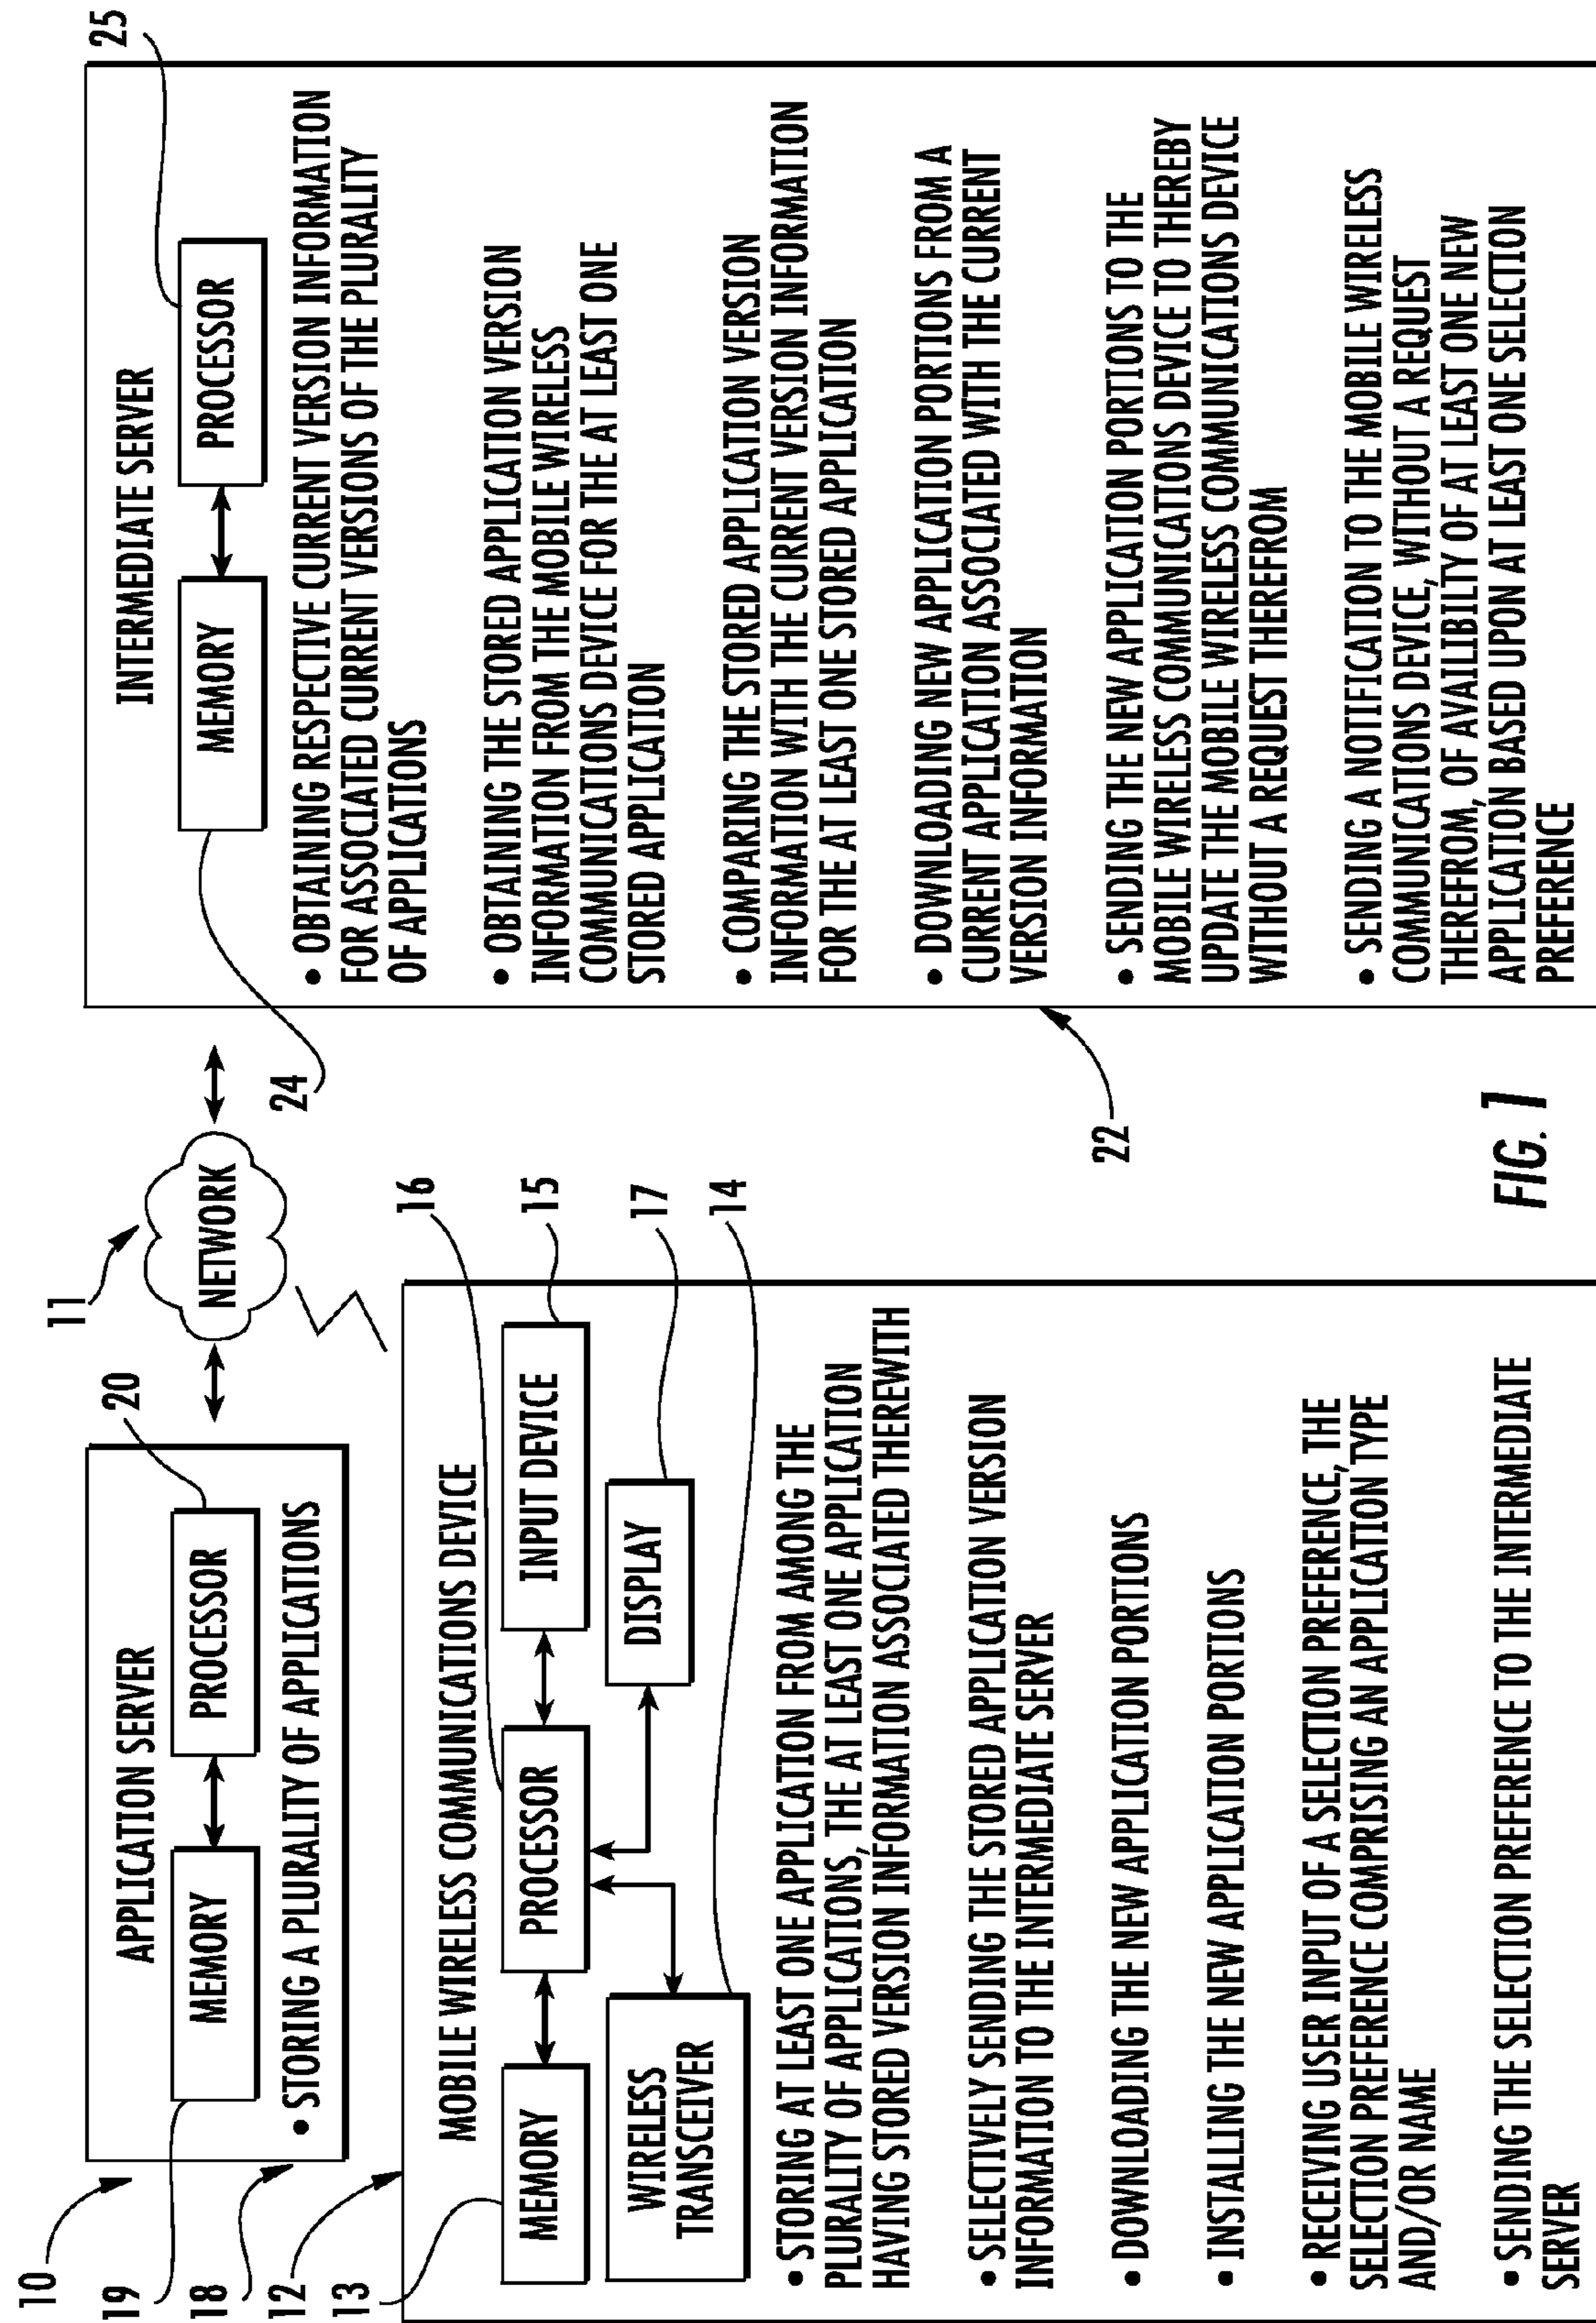 10
11
APPLICATION SERVER
20
MEMORY
PROCESSOR
NETWORK
19
18
• STORING A PLURALITY OF APPLICATIONS
12
13
MOBILE WIRELESS COMMUNICATIONS DEVICE
16
MEMORY
PROCESSOR
INPUT DEVICE
15
WIRELESS
TRANSCEIVER
DISPLAY
17
14
• STORING AT LEAST ONE APPLICATION FROM AMONG THE
PLURALITY OF APPLICATIONS, THE AT LEAST ONE APPLICATION
HAVING STORED VERSION INFORMATION ASSOCIATED THEREWITH
• SELECTIVELY SENDING THE STORED APPLICATION VERSION
INFORMATION TO THE INTERMEDIATE SERVER
• DOWNLOADING THE NEW APPLICATION PORTIONS
• INSTALLING THE NEW APPLICATION PORTIONS
• RECEIVING USER INPUT OF A SELECTION PREFERENCE, THE
SELECTION PREFERENCE COMPRISING AN APPLICATION TYPE
AND/OR NAME
• SENDING THE SELECTION PREFERENCE TO THE INTERMEDIATE
SERVER
INTERMEDIATE SERVER
25
MEMORY
PROCESSOR
24
• OBTAINING RESPECTIVE CURRENT VERSION INFORMATION
FOR ASSOCIATED CURRENT VERSIONS OF THE PLURALITY
OF APPLICATIONS
• OBTAINING THE STORED APPLICATION VERSION
INFORMATION FROM THE MOBILE WIRELESS
COMMUNICATIONS DEVICE FOR THE AT LEAST ONE
STORED APPLICATION
• COMPARING THE STORED APPLICATION VERSION
INFORMATION WITH THE CURRENT VERSION INFORMATION
FOR THE AT LEAST ONE STORED APPLICATION
• DOWNLOADING NEW APPLICATION PORTIONS FROM A
CURRENT APPLICATION ASSOCIATED WITH THE CURRENT
VERSION INFORMATION
• SENDING THE NEW APPLICATION PORTIONS TO THE
MOBILE WIRELESS COMMUNICATIONS DEVICE TO THEREBY
UPDATE THE MOBILE WIRELESS COMMUNICATIONS DEVICE
WITHOUT A REQUEST THEREFROM
• SENDING A NOTIFICATION TO THE MOBILE WIRELESS
COMMUNICATIONS DEVICE, WITHOUT A REQUEST
THEREFROM, OF AVAILIBILITY OF AT LEAST ONE NEW
APPLICATION BASED UPON AT LEAST ONE SELECTION
PREFERENCE
22
FIG. 1